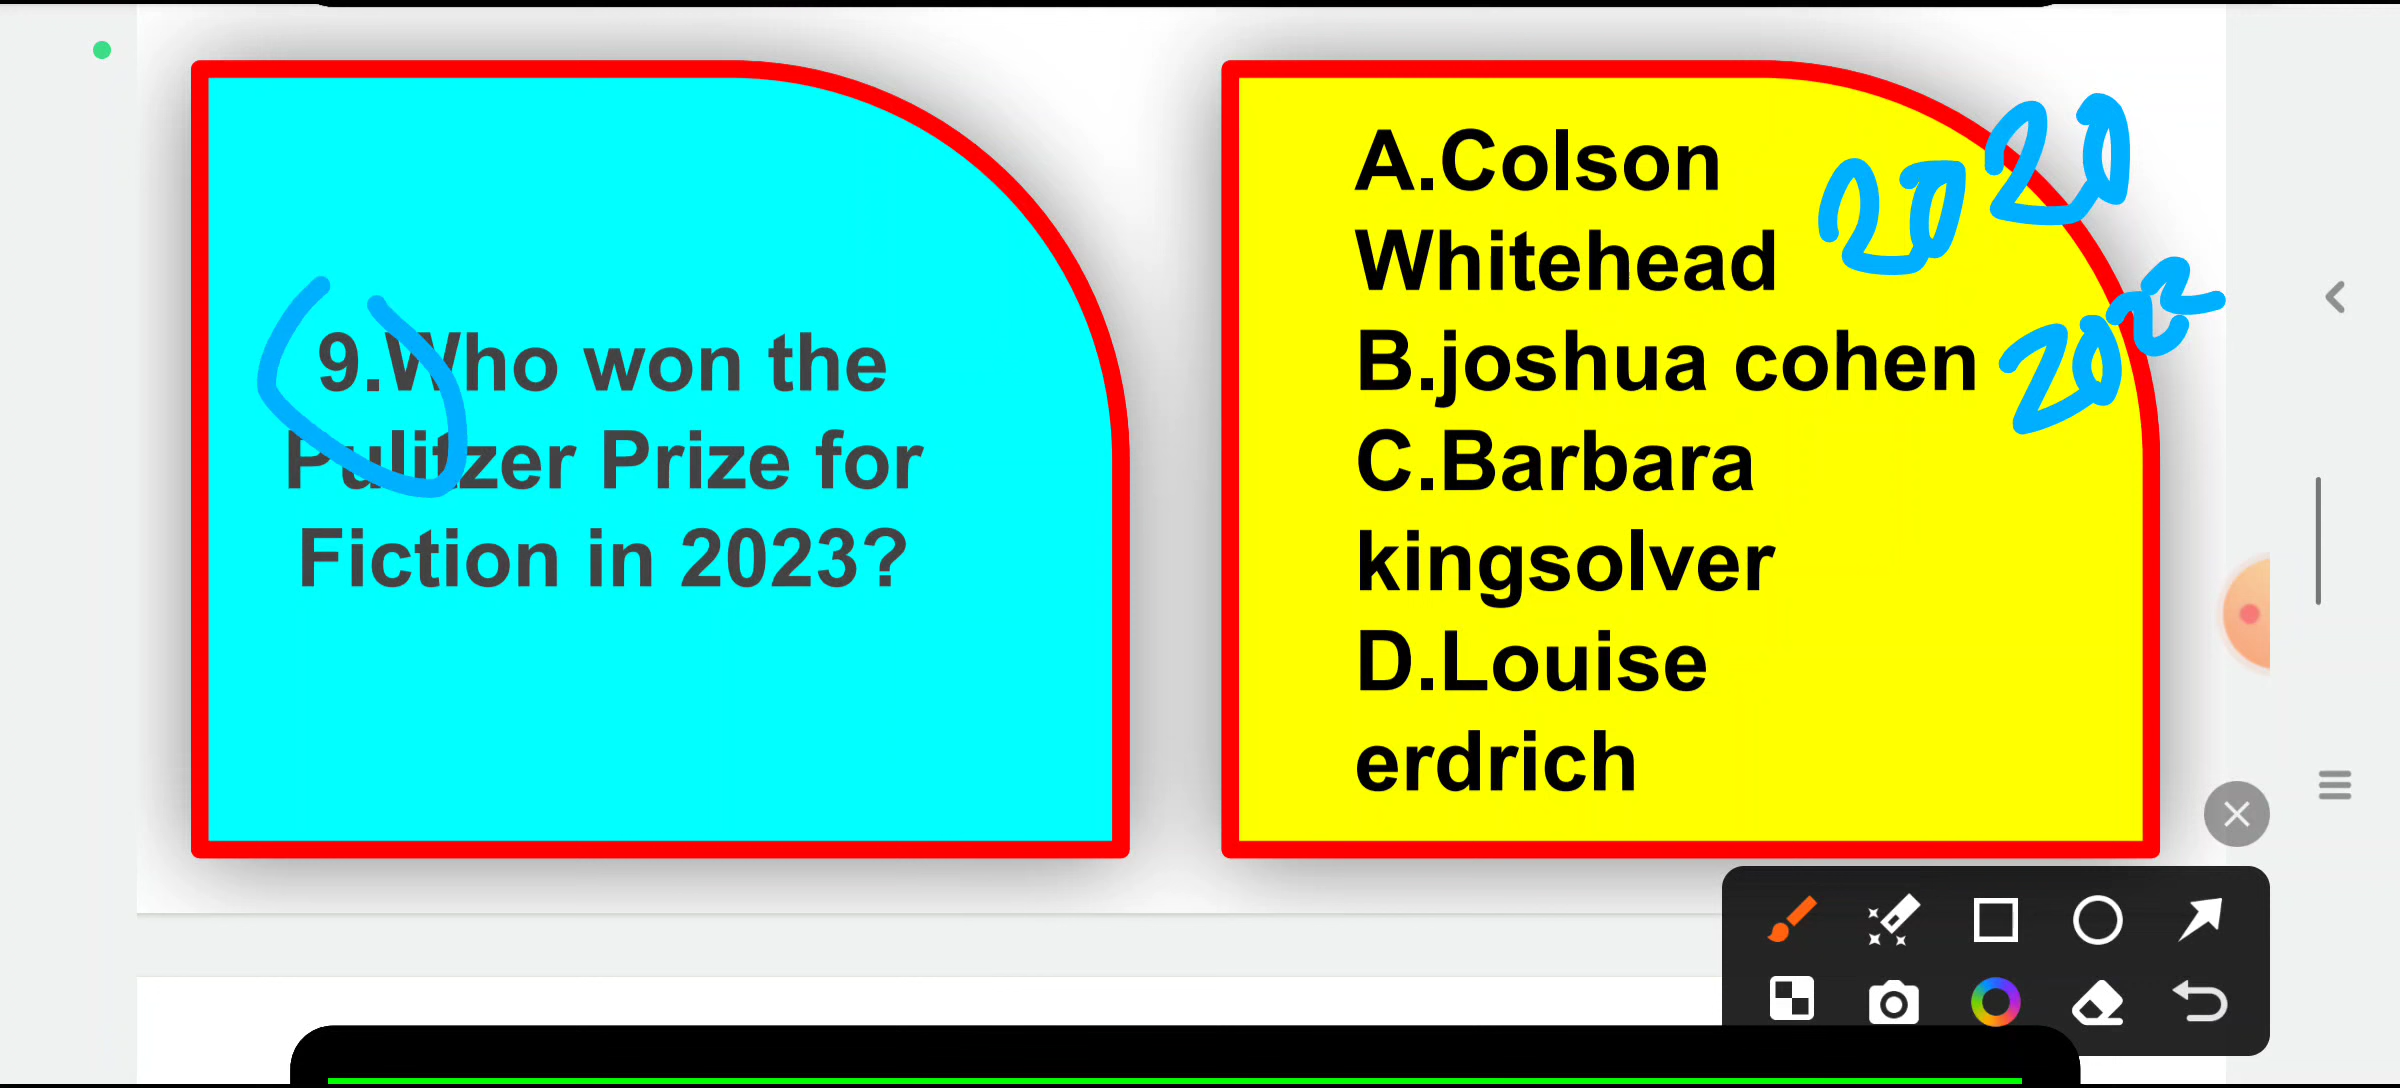 9.Who won the
Pulitzer Prize for
Fiction in 2023?
A.Colson
Whitehead 2020
B.joshua cohen 2022
C.Barbara
kingsolver
D.Louise
erdrich